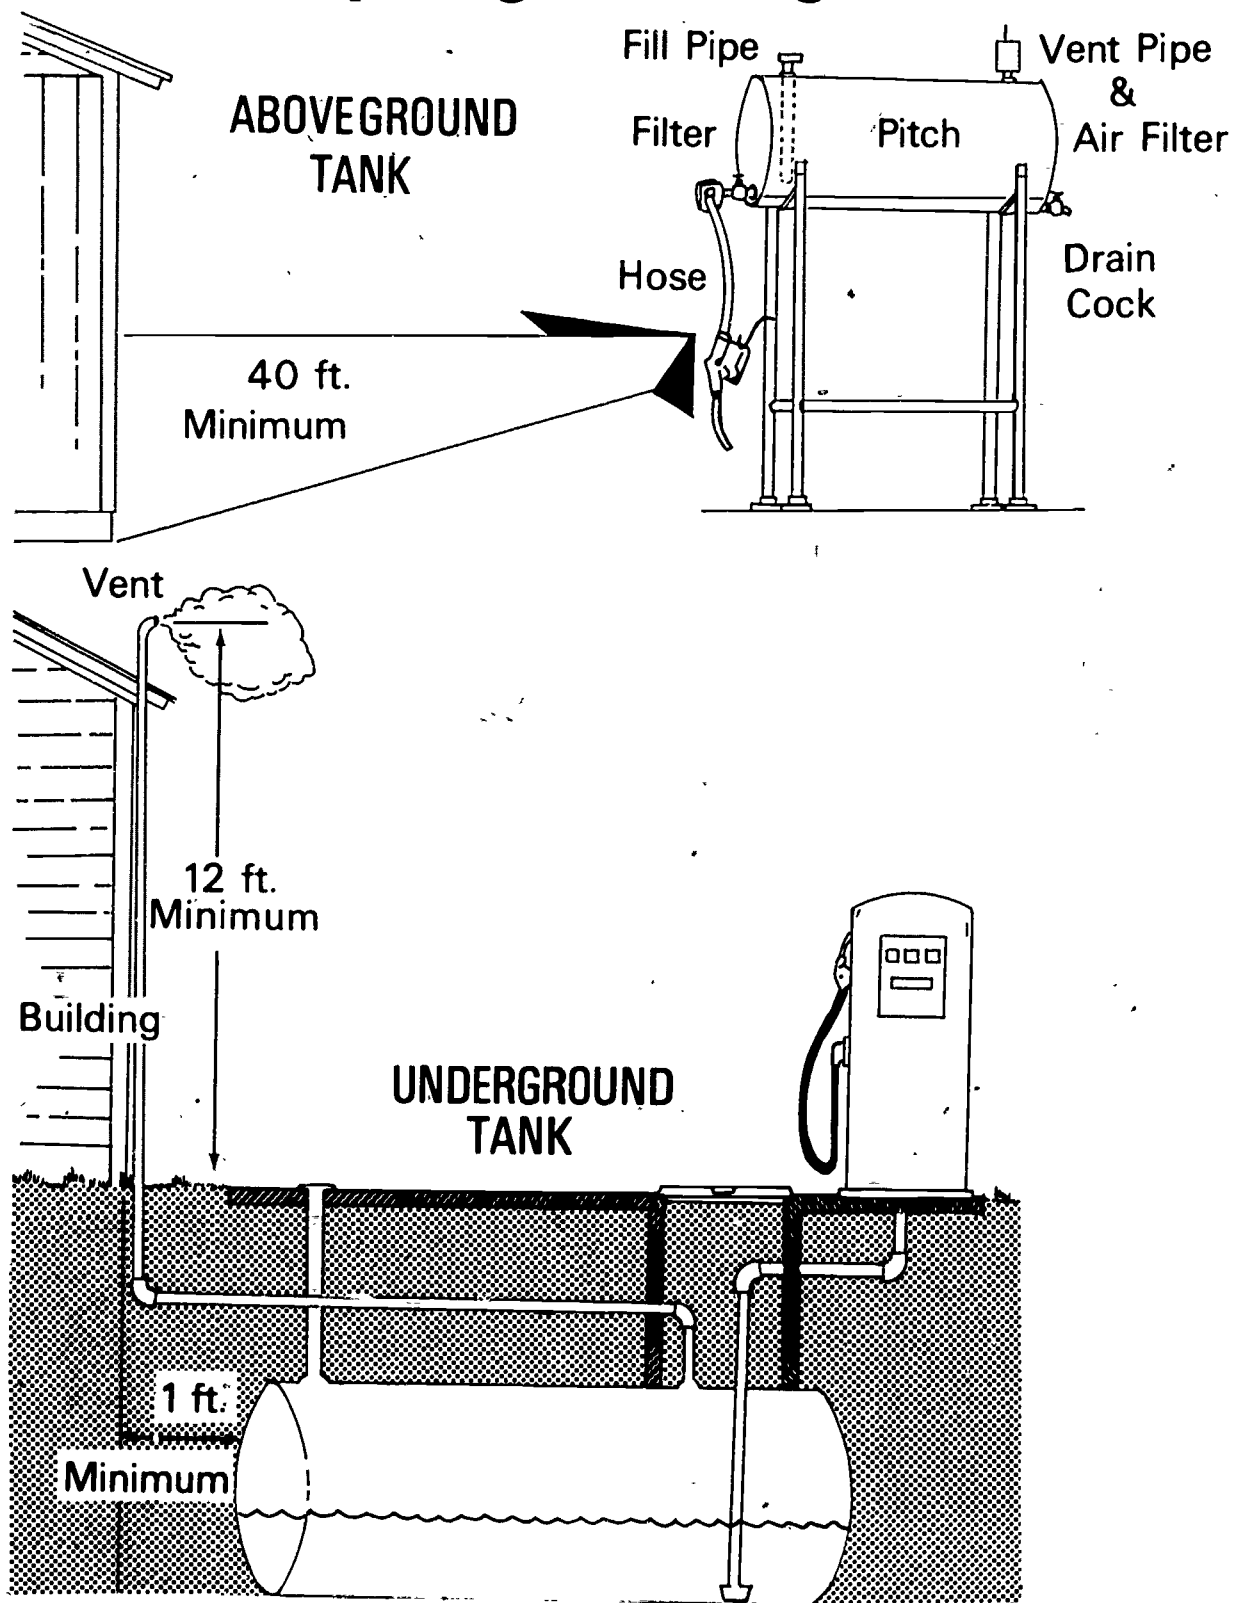 Fill Pipe
Vent Pipe
&
Air Filter
ABOVEGROUND
TANK
Filter
Pitch
Hose
Drain
Cock
40 ft.
Minimum
Vent
12 ft.
Minimum
Building
UNDERGROUND
TANK
1 ft.
Minimum